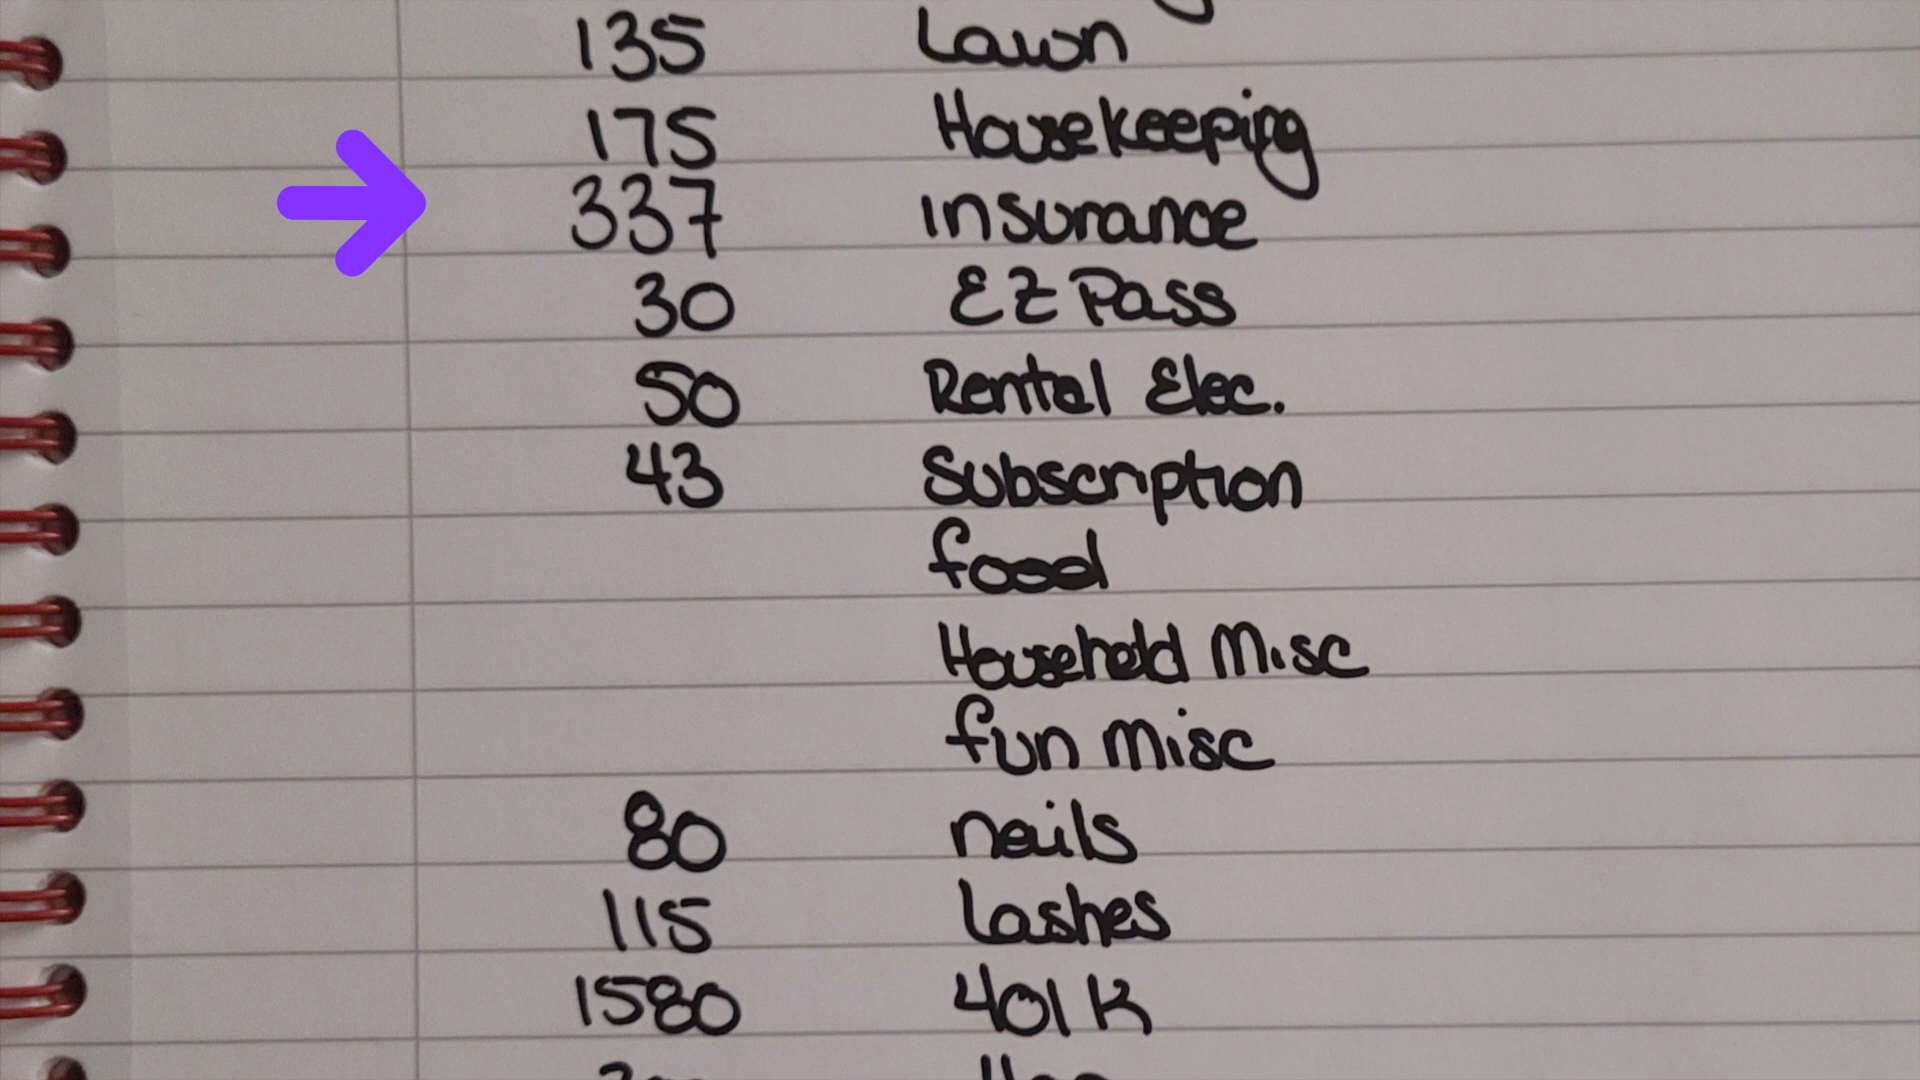 135 Lawn
175 Housekeeping
337 insurance
30 EZ Pass
50 Rental Elec.
43 Subscription
food
Household Misc
fun misc
80 nails
115 Lashes
1580 401K